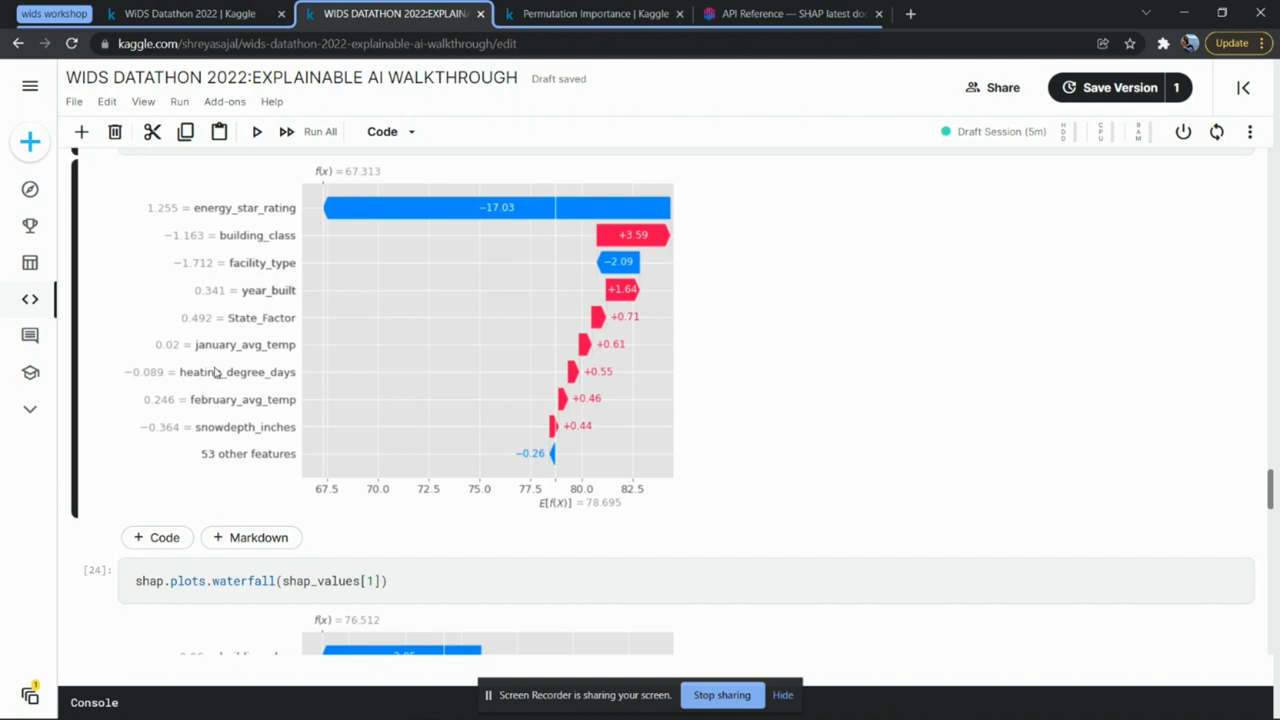 wids workshop
WiDS Datathon 2022 | Kaggle
WIDS DATATHON 2022:EXPLAINA
Permutation Importance | Kaggle
API Reference — SHAP latest do
kaggle.com/shreyasajal/wids-datathon-2022-explainable-ai-walkthrough/edit
Update
WIDS DATATHON 2022:EXPLAINABLE AI WALKTHROUGH
Draft saved
Share
Save Version
1
File Edit View Run Add-ons Help
Run All
Code
Draft Session (5m)
HDD
CPU
RAM
f(x) = 67.313
1.255 = energy_star_rating
−17.03
−1.163 = building_class
+3.59
−1.712 = facility_type
−2.09
0.341 = year_built
+1.64
0.492 = State_Factor
+0.71
0.02 = january_avg_temp
+0.61
−0.089 = heating_degree_days
+0.55
0.246 = february_avg_temp
+0.46
−0.364 = snowdepth_inches
+0.44
53 other features
−0.26
67.5 70.0 72.5 75.0 77.5 80.0 82.5
E[f(X)] = 78.695
+ Code
+ Markdown
[24]:
shap.plots.waterfall(shap_values[1])
f(x) = 76.512
1
Screen Recorder is sharing your screen.
Stop sharing
Hide
Console